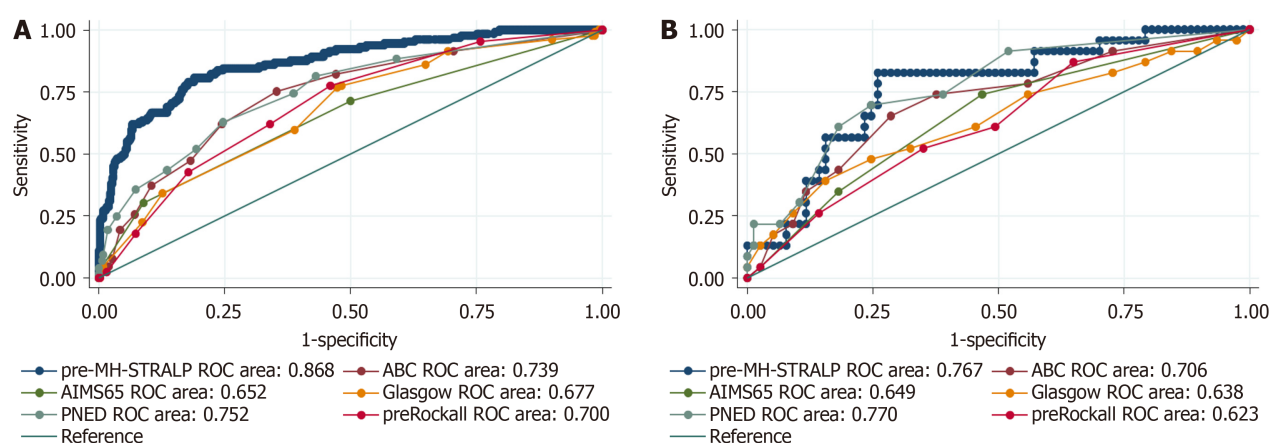 A
1.00
0.75
0.50
0.25
0.00
Sensitivity
0.00 0.25 0.50 0.75 1.00
1-specificity
pre-MH-STRALP ROC area: 0.868 ABC ROC area: 0.739
AIMS65 ROC area: 0.652 Glasgow ROC area: 0.677
PNED ROC area: 0.752 preRockall ROC area: 0.700
Reference
B
1.00
0.75
0.50
0.25
0.00
Sensitivity
0.00 0.25 0.50 0.75 1.00
1-specificity
pre-MH-STRALP ROC area: 0.767 ABC ROC area: 0.706
AIMS65 ROC area: 0.649 Glasgow ROC area: 0.638
PNED ROC area: 0.770 preRockall ROC area: 0.623
Reference